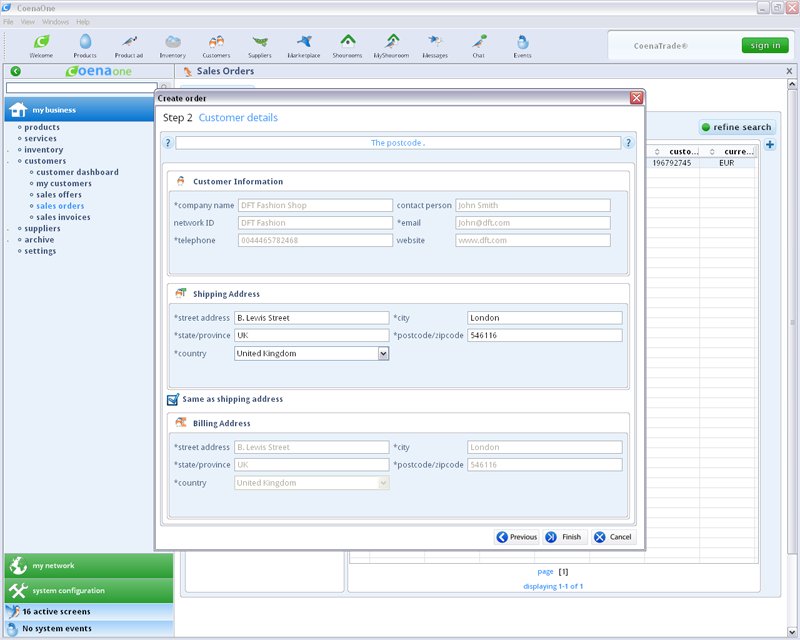 CoenaOne
File View Windows Help
Welcome Products Product ad Inventory Customers Suppliers Marketplace Showrooms MyShowroom Messages Chat Events
CoenaTrade®
sign in
Coenaone
Sales Orders
my business
products
services
inventory
customers
customer dashboard
my customers
sales offers
sales orders
sales invoices
suppliers
archive
settings
my network
system configuration
16 active screens
No system events
refine search
custo... curre...
196792745 EUR
Create order
Step 2 Customer details
? The postcode . ?
Customer Information
*company name DFT Fashion Shop contact person John Smith
network ID DFT Fashion *email John@dft.com
*telephone 0044465782468 website www.dft.com
Shipping Address
*street address B. Lewis Street *city London
*state/province UK *postcode/zipcode 546116
*country United Kingdom
Same as shipping address
Billing Address
*street address B. Lewis Street *city London
*state/province UK *postcode/zipcode 546116
*country United Kingdom
Previous Finish Cancel
page [1]
displaying 1-1 of 1